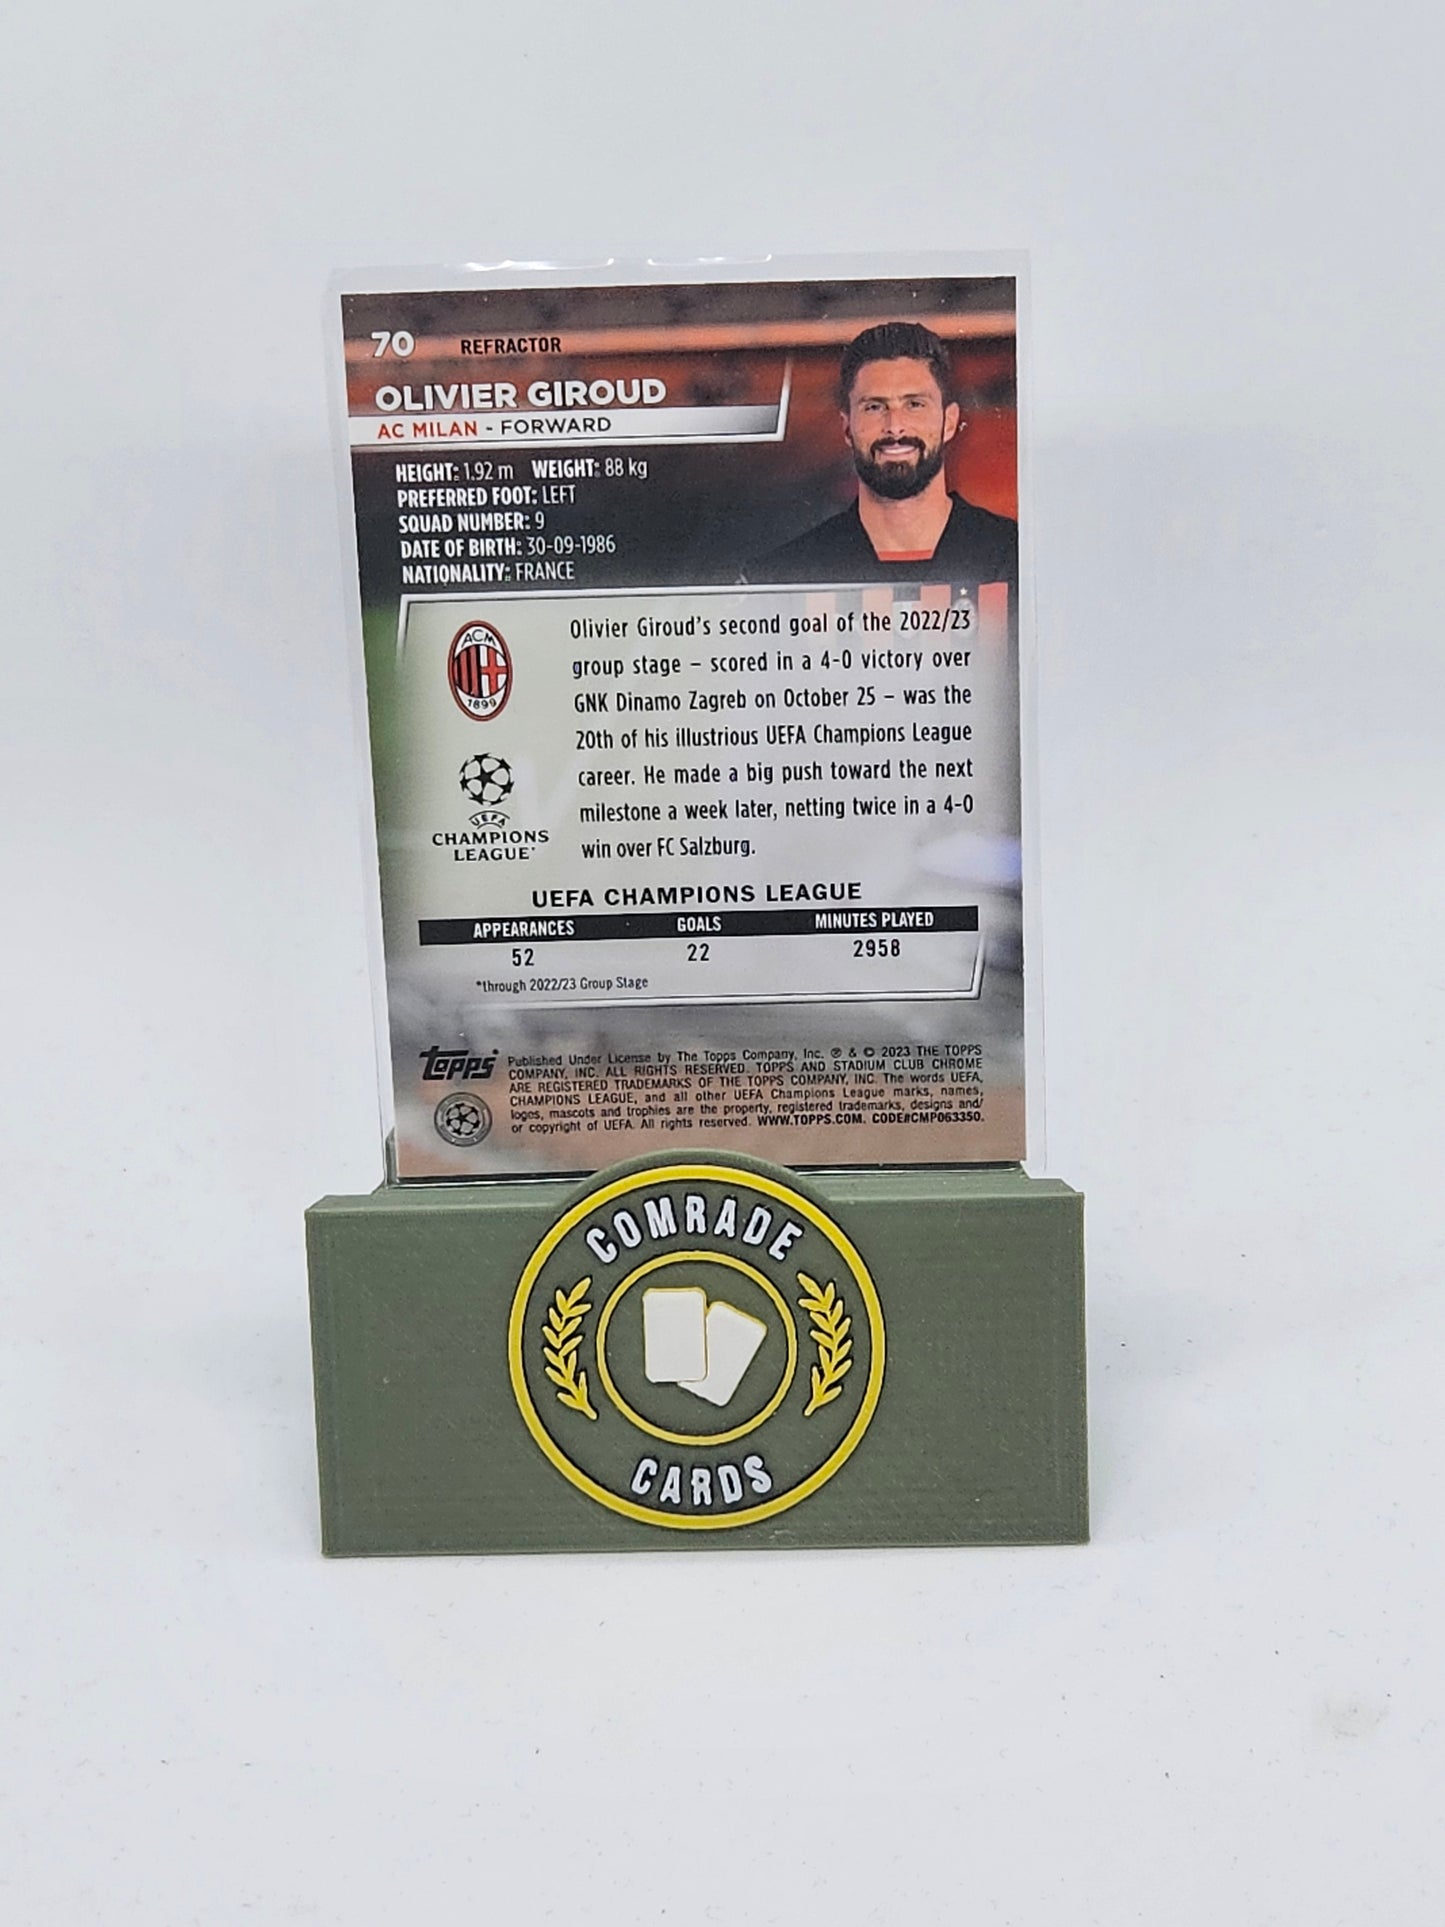 70 REFRACTOR
OLIVIER GIROUD
AC MILAN - FORWARD
HEIGHT: 1.92 m WEIGHT: 88 kg
PREFERRED FOOT: LEFT
SQUAD NUMBER: 9
DATE OF BIRTH: 30-09-1986
NATIONALITY: FRANCE
ACM
1899
UEFA
CHAMPIONS
LEAGUE
Olivier Giroud's second goal of the 2022/23
group stage – scored in a 4-0 victory over
GNK Dinamo Zagreb on October 25 – was the
20th of his illustrious UEFA Champions League
career. He made a big push toward the next
milestone a week later, netting twice in a 4-0
win over FC Salzburg.
UEFA CHAMPIONS LEAGUE
APPEARANCES GOALS MINUTES PLAYED
52 22 2958
*through 2022/23 Group Stage
Topps
Published Under License by The Topps Company, Inc. ® & © 2023 THE TOPPS
COMPANY, INC. ALL RIGHTS RESERVED. TOPPS AND STADIUM CLUB CHROME
ARE REGISTERED TRADEMARKS OF THE TOPPS COMPANY, INC. The words UEFA,
CHAMPIONS LEAGUE, and all other UEFA Champions League marks, names,
logos, mascots and trophies are the property, registered trademarks, designs and/
or copyright of UEFA. All rights reserved. WWW.TOPPS.COM. CODE#CMP063350.
COMRADE
CARDS